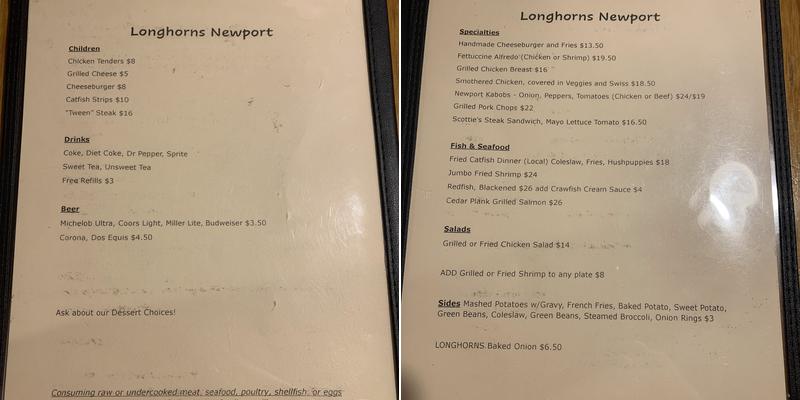 Longhorns Newport
Children
Chicken Tenders $8
Grilled Cheese $5
Cheeseburger $8
Catfish Strips $10
"Tween" Steak $16
Drinks
Coke, Diet Coke, Dr Pepper, Sprite
Sweet Tea, Unsweet Tea
Free Refills $3
Beer
Michelob Ultra, Coors Light, Miller Lite, Budweiser $3.50
Corona, Dos Equis $4.50
Ask about our Dessert Choices!
Consuming raw or undercooked meat, seafood, poultry, shellfish, or eggs
Longhorns Newport
Specialties
Handmade Cheeseburger and Fries $13.50
Fettuccine Alfredo (Chicken or Shrimp) $19.50
Grilled Chicken Breast $16
Smothered Chicken, covered in Veggies and Swiss $18.50
Newport Kabobs - Onion, Peppers, Tomatoes (Chicken or Beef) $24/$19
Grilled Pork Chops $22
Scottie's Steak Sandwich, Mayo Lettuce Tomato $16.50
Fish & Seafood
Fried Catfish Dinner (Local) Coleslaw, Fries, Hushpuppies $18
Jumbo Fried Shrimp $24
Redfish, Blackened $26 add Crawfish Cream Sauce $4
Cedar Plank Grilled Salmon $26
Salads
Grilled or Fried Chicken Salad $14
ADD Grilled or Fried Shrimp to any plate $8
Sides Mashed Potatoes w/Gravy, French Fries, Baked Potato, Sweet Potato,
Green Beans, Coleslaw, Green Beans, Steamed Broccoli, Onion Rings $3
LONGHORNS Baked Onion $6.50